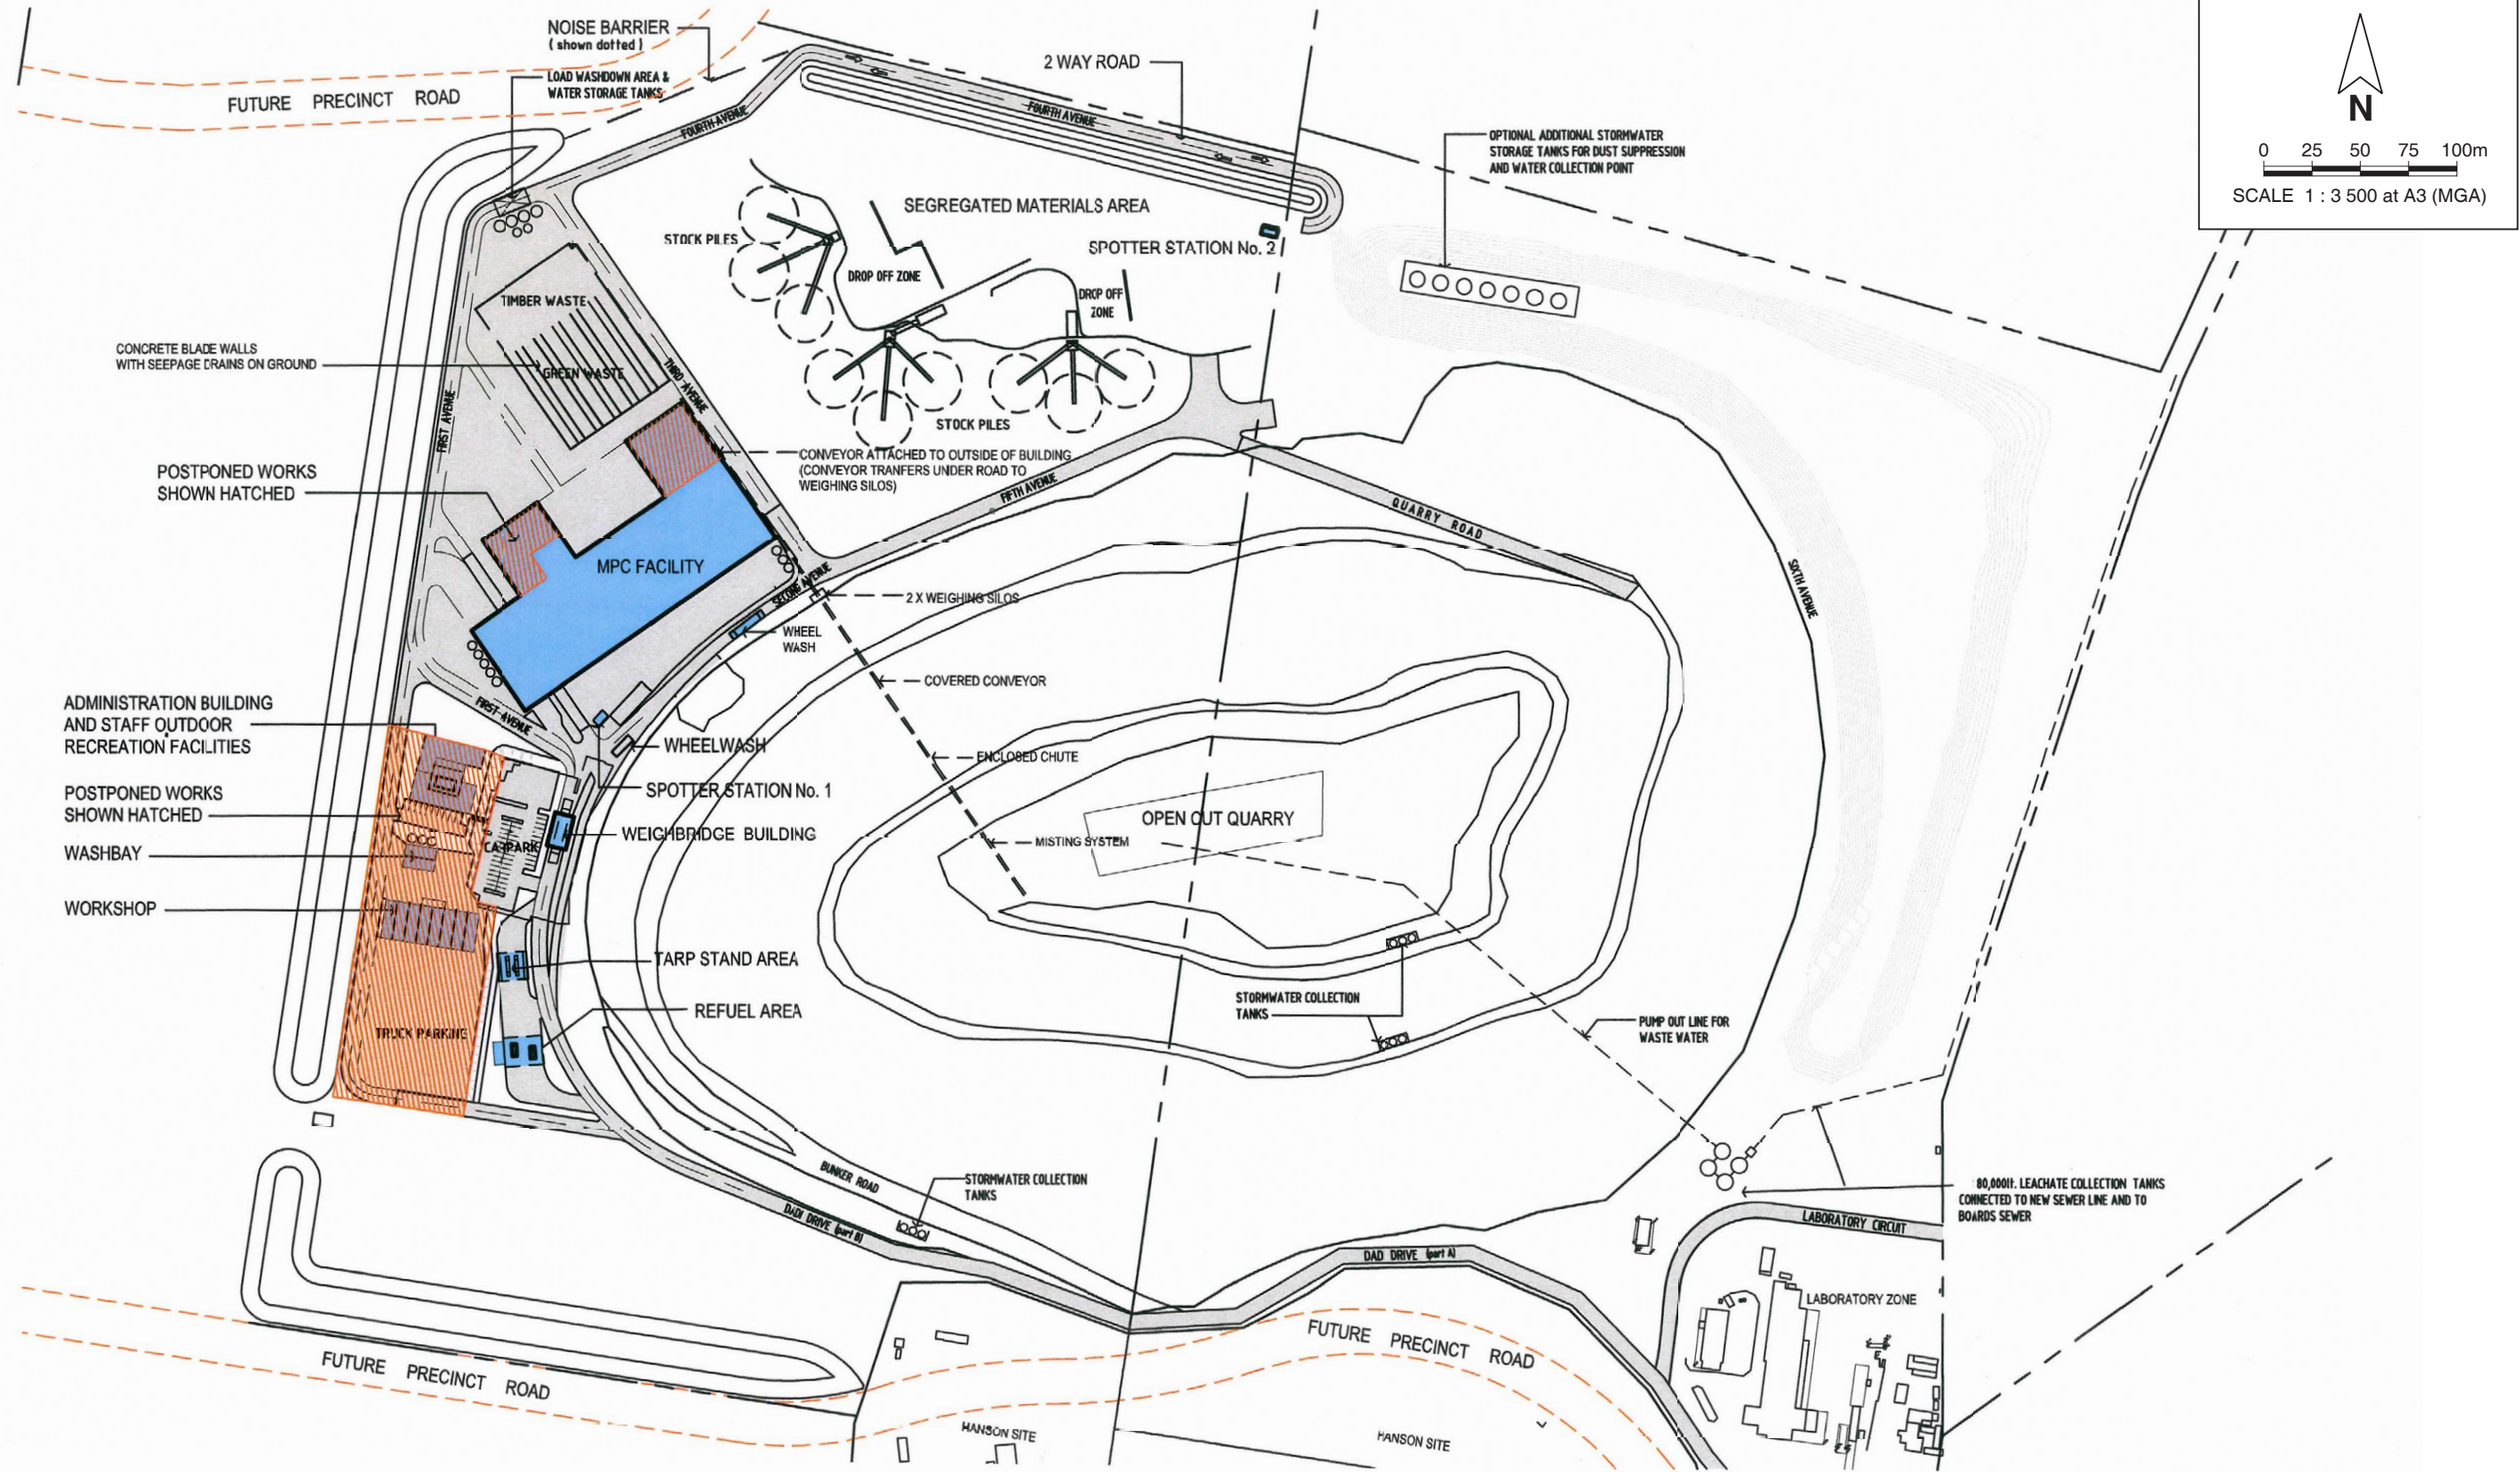 NOISE BARRIER
( shown dotted )
2 WAY ROAD
LOAD WASHDOWN AREA &
WATER STORAGE TANKS
FUTURE PRECINCT ROAD
FOURTH AVENUE
FOURTH AVENUE
N
0 25 50 75 100m
SCALE 1 : 3 500 at A3 (MGA)
OPTIONAL ADDITIONAL STORMWATER
STORAGE TANKS FOR DUST SUPPRESSION
AND WATER COLLECTION POINT
SEGREGATED MATERIALS AREA
STOCK PILES
SPOTTER STATION No. 2
DROP OFF ZONE
DROP OFF
ZONE
TIMBER WASTE
CONCRETE BLADE WALLS
WITH SEEPAGE DRAINS ON GROUND
GREEN WASTE
THIRD AVENUE
FIRST AVENUE
STOCK PILES
CONVEYOR ATTACHED TO OUTSIDE OF BUILDING
(CONVEYOR TRANFERS UNDER ROAD TO
WEIGHING SILOS)
POSTPONED WORKS
SHOWN HATCHED
FIFTH AVENUE
QUARRY ROAD
MPC FACILITY
SECOND AVENUE
SIXTH AVENUE
2 X WEIGHING SILOS
WHEEL
WASH
COVERED CONVEYOR
ADMINISTRATION BUILDING
AND STAFF OUTDOOR
RECREATION FACILITIES
FIRST AVENUE
WHEELWASH
ENCLOSED CHUTE
POSTPONED WORKS
SHOWN HATCHED
SPOTTER STATION No. 1
OPEN CUT QUARRY
WEIGHBRIDGE BUILDING
MISTING SYSTEM
WASHBAY
CARPARK
WORKSHOP
TARP STAND AREA
STORMWATER COLLECTION
TANKS
REFUEL AREA
TRUCK PARKING
PUMP OUT LINE FOR
WASTE WATER
BUNKER ROAD
STORMWATER COLLECTION
TANKS
80,000lt. LEACHATE COLLECTION TANKS
CONNECTED TO NEW SEWER LINE AND TO
BOARDS SEWER
DADI DRIVE (part B)
LABORATORY CIRCUIT
DAD DRIVE (part A)
LABORATORY ZONE
FUTURE PRECINCT ROAD
FUTURE PRECINCT ROAD
HANSON SITE
HANSON SITE